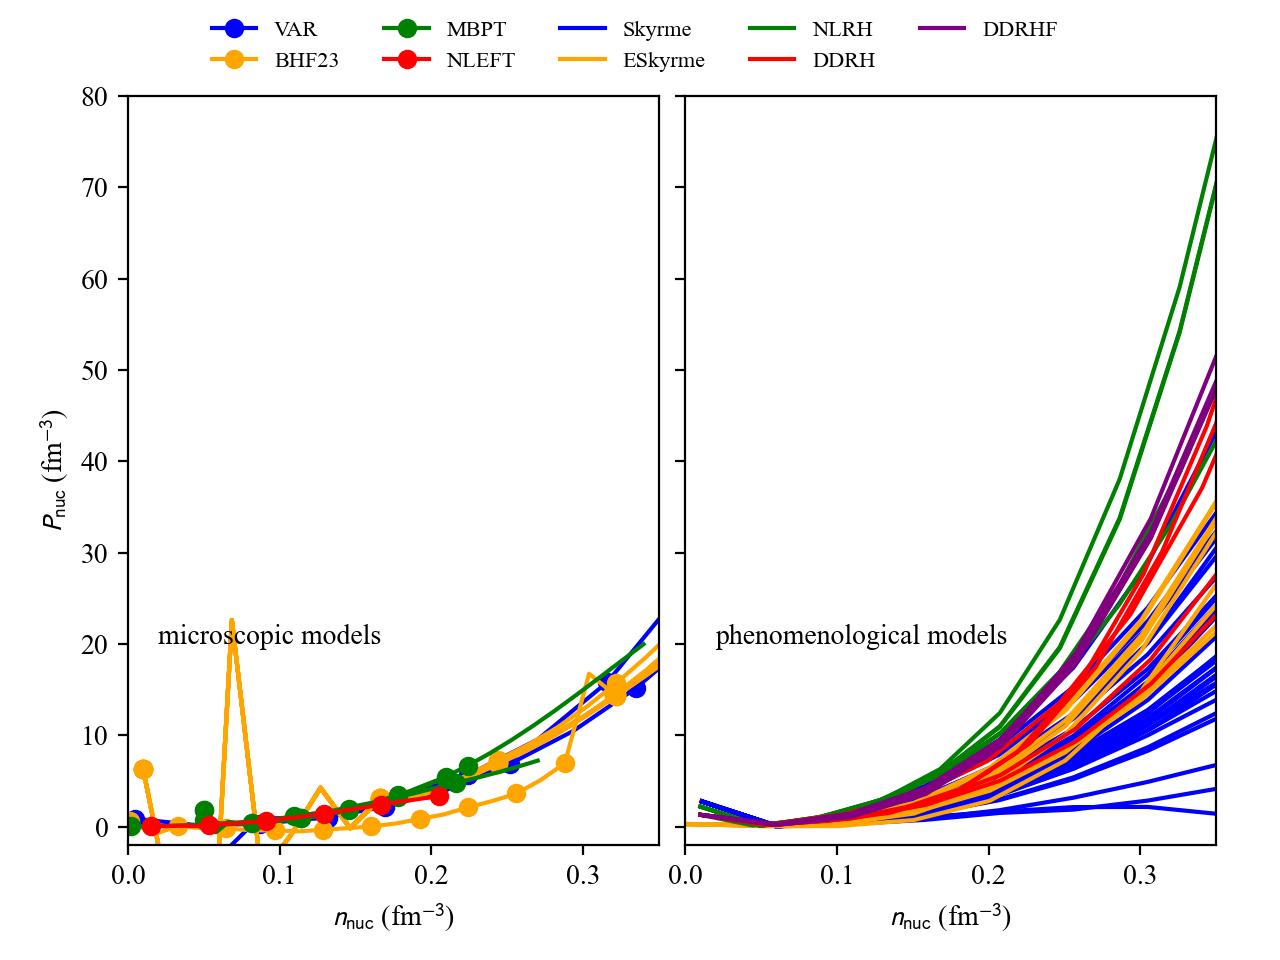 VAR MBPT Skyrme NLRH DDRHF
BHF23 NLEFT ESkyrme DDRH
80
70
60
50
40
30
20
10
0
P_nuc (fm^−3)
microscopic models
phenomenological models
0.0 0.1 0.2 0.3
0.0 0.1 0.2 0.3
n_nuc (fm^−3)
n_nuc (fm^−3)